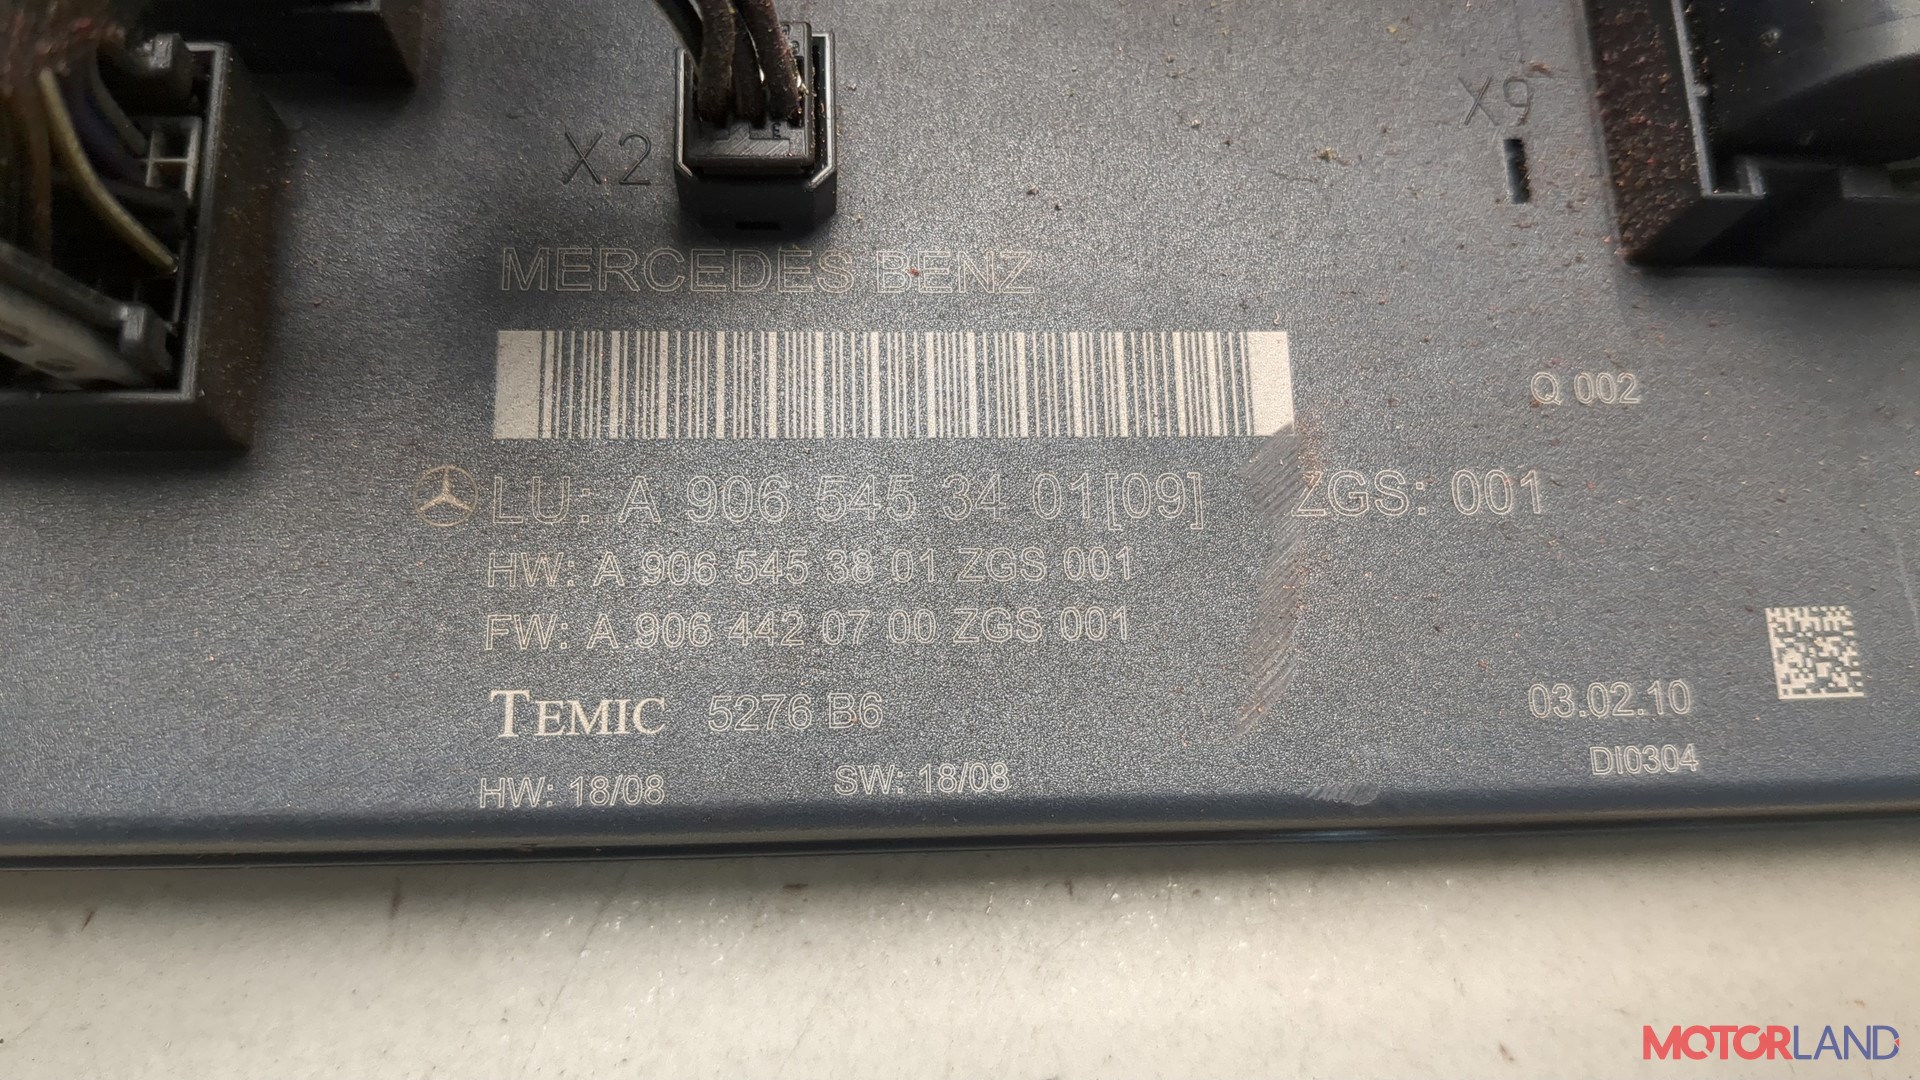 X2
X9
MERCEDES BENZ
Q 002
LU: A 906 545 34 01[09] ZGS: 001
HW: A 906 545 38 01 ZGS 001
FW: A 906 442 07 00 ZGS 001
TEMIC 5276 B6
03.02.10
HW: 18/08 SW: 18/08
DI0304
MOTORLAND